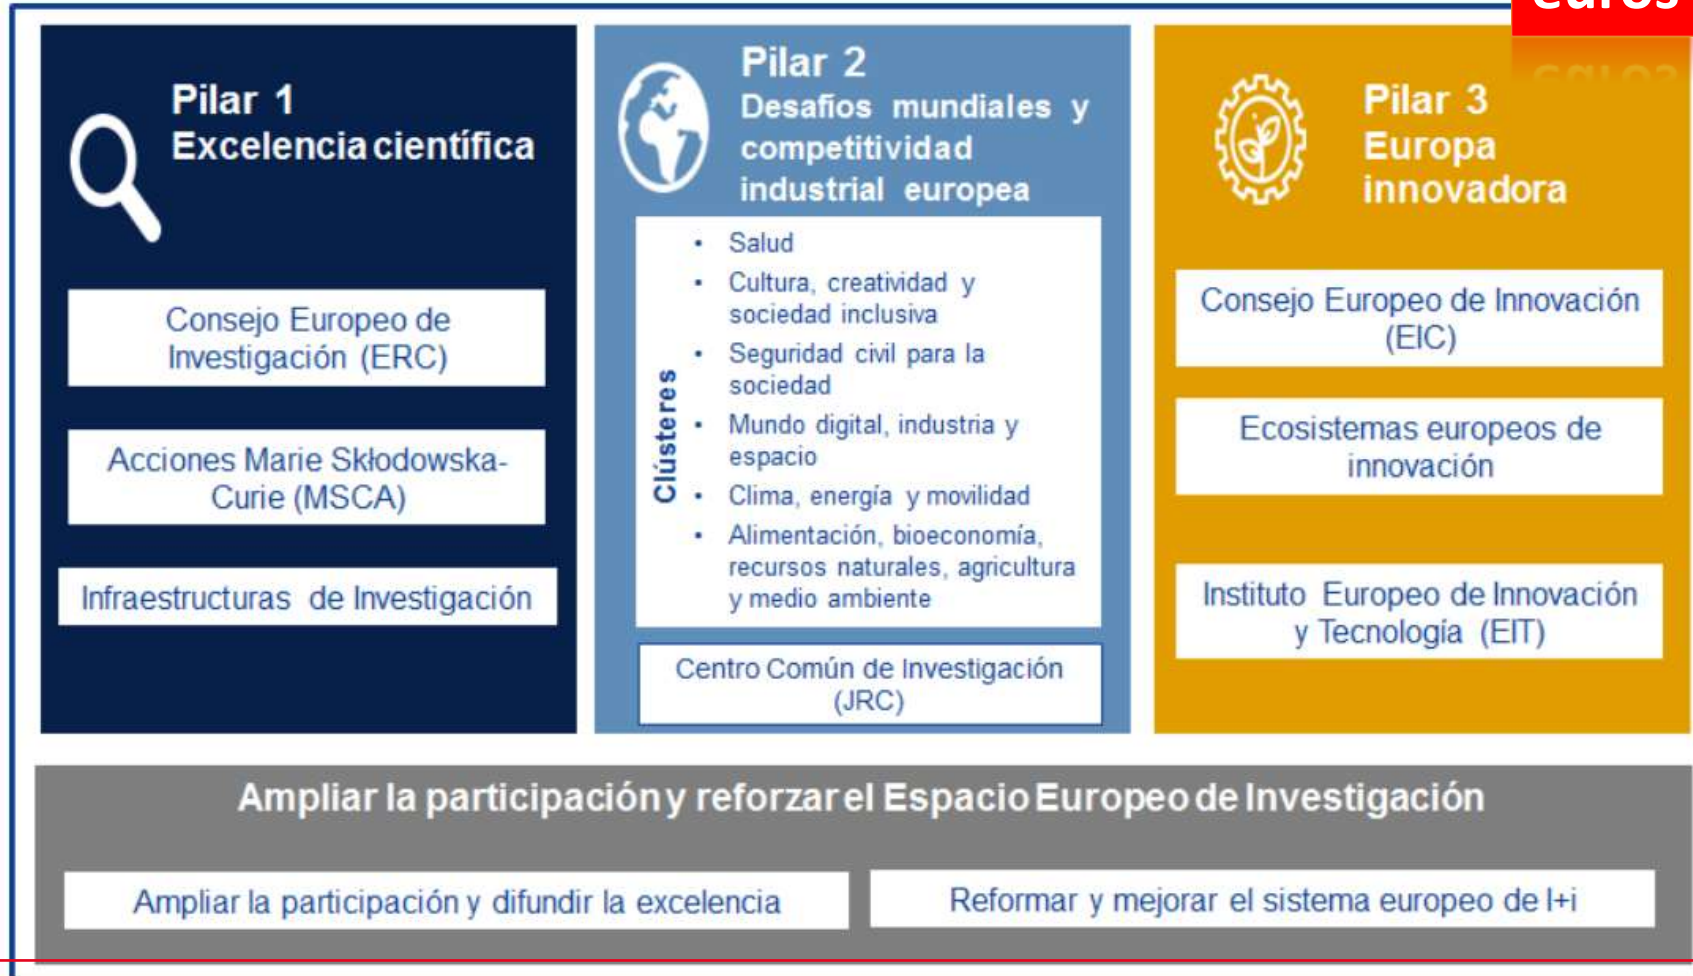 euros
Pilar 1
Excelencia científica
Consejo Europeo de
Investigación (ERC)
Acciones Marie Skłodowska-
Curie (MSCA)
Infraestructuras de Investigación
Pilar 2
Desafios mundiales y
competitividad
industrial europea
Clústeres
• Salud
• Cultura, creatividad y
sociedad inclusiva
• Seguridad civil para la
sociedad
• Mundo digital, industria y
espacio
• Clima, energía y movilidad
• Alimentación, bioeconomía,
recursos naturales, agricultura
y medio ambiente
Centro Común de Investigación
(JRC)
Pilar 3
Europa
innovadora
Consejo Europeo de Innovación
(EIC)
Ecosistemas europeos de
innovación
Instituto Europeo de Innovación
y Tecnología (EIT)
Ampliar la participación y reforzar el Espacio Europeo de Investigación
Ampliar la participación y difundir la excelencia
Reformar y mejorar el sistema europeo de I+i